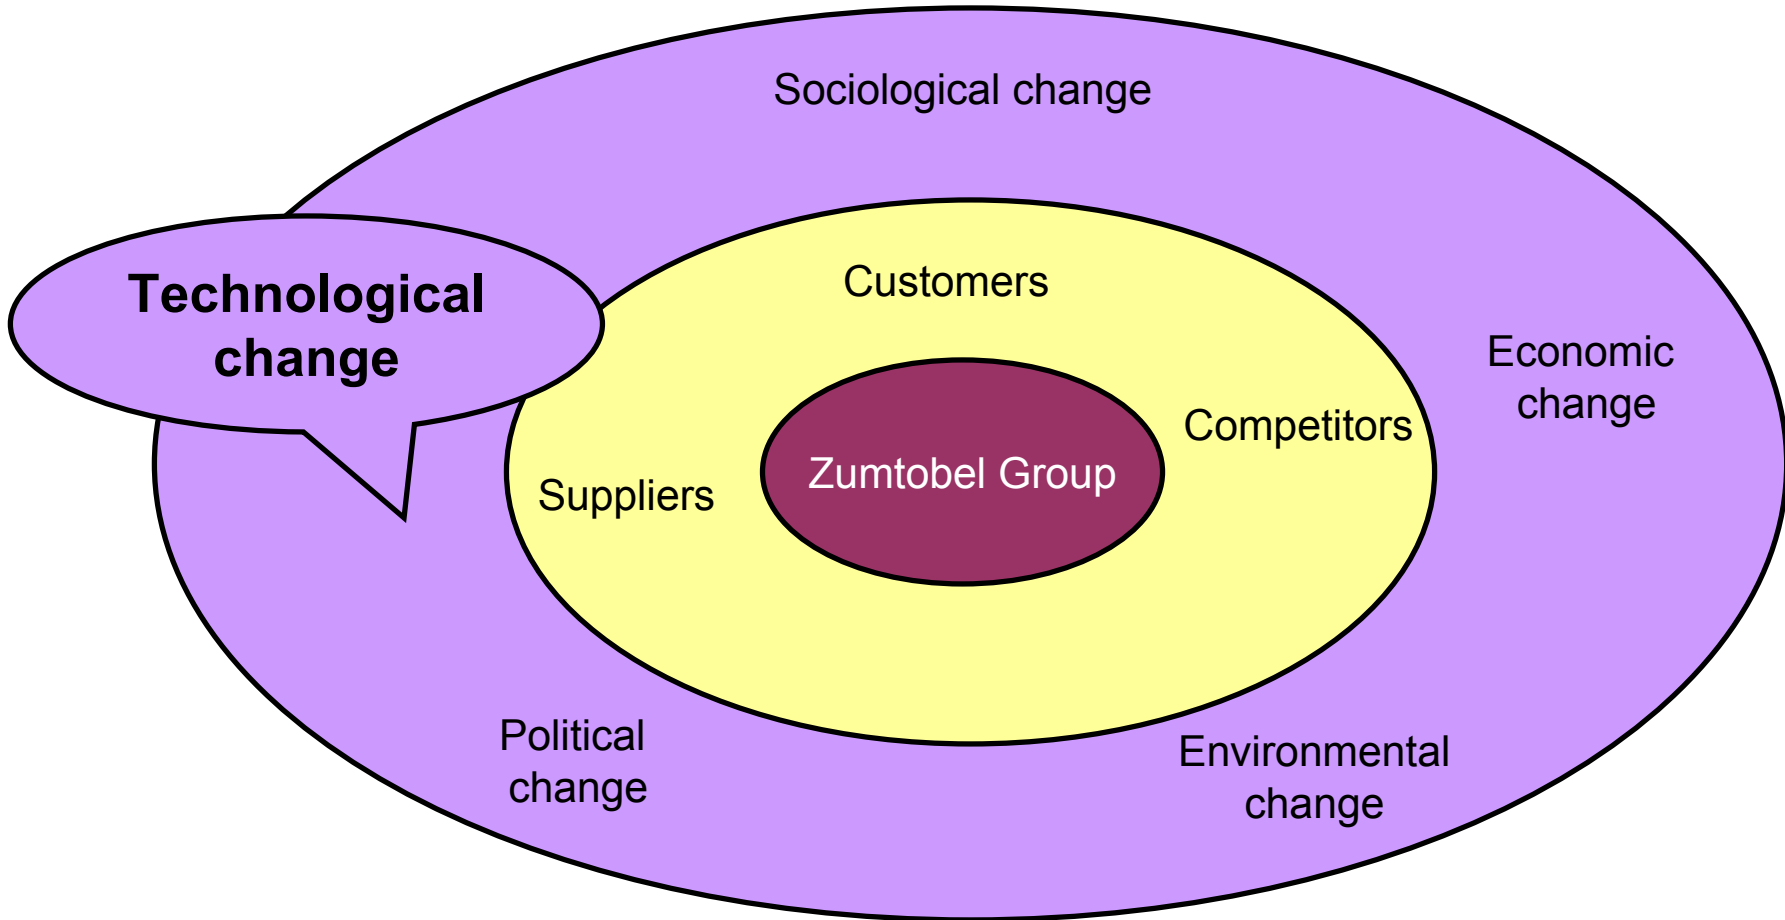 Sociological change
Technological
change
Customers
Economic
change
Competitors
Zumtobel Group
Suppliers
Political
change
Environmental
change